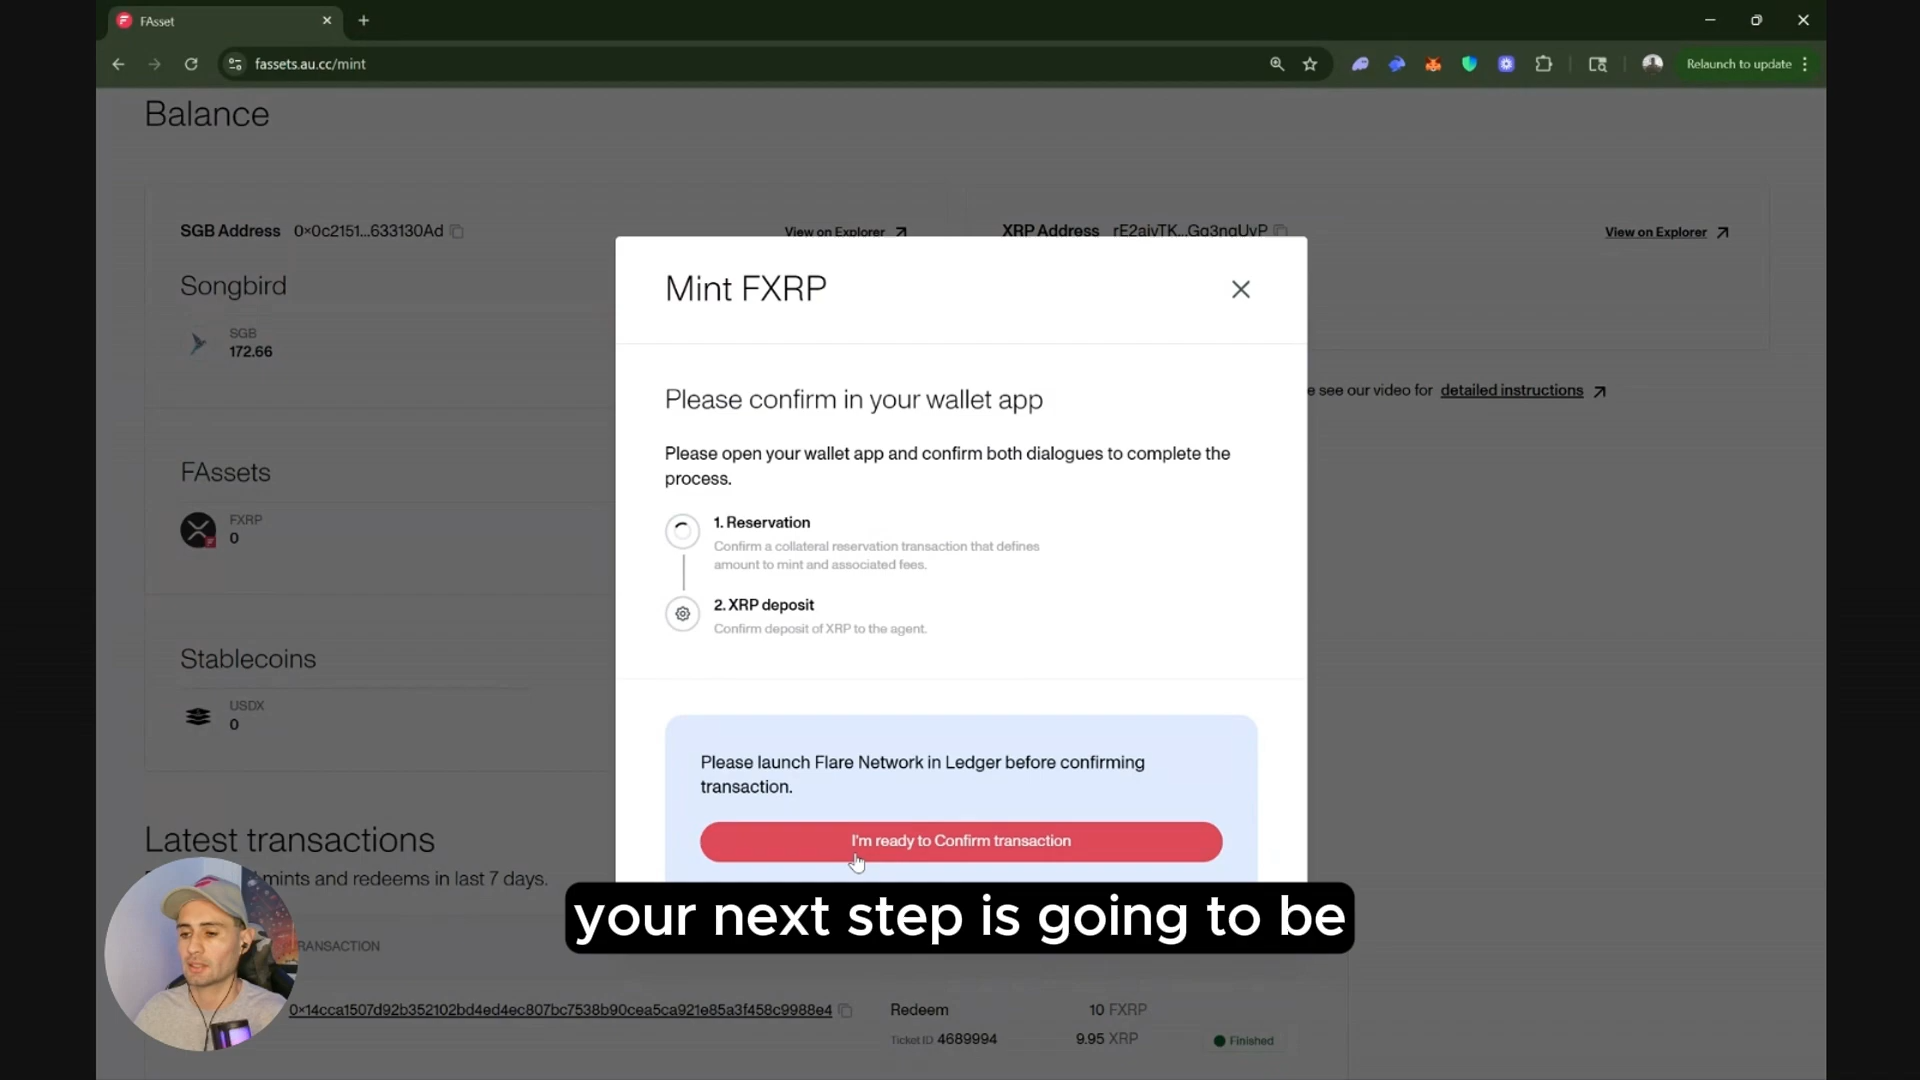 FAsset
fassets.au.cc/mint
Relaunch to update
Balance
SGB Address 0x0c2151...633130Ad
View on Explorer
XRP Address rE2aivTK...Gg3ngUyP
View on Explorer
Songbird
SGB
172.66
FAssets
FXRP
0
Stablecoins
USDX
0
Mint FXRP
Please confirm in your wallet app
Please open your wallet app and confirm both dialogues to complete the
process.
1. Reservation
Confirm a collateral reservation transaction that defines
amount to mint and associated fees.
2. XRP deposit
Confirm deposit of XRP to the agent.
Please launch Flare Network in Ledger before confirming
transaction.
I'm ready to Confirm transaction
see our video for detailed instructions
Latest transactions
mints and redeems in last 7 days.
your next step is going to be
RANSACTION
0x14cca1507d92b352102bd4ed4ec807bc7538b90cea5ca921e85a3f458c9988e4
Redeem
10 FXRP
Ticket ID 4689994
9.95 XRP
Finished